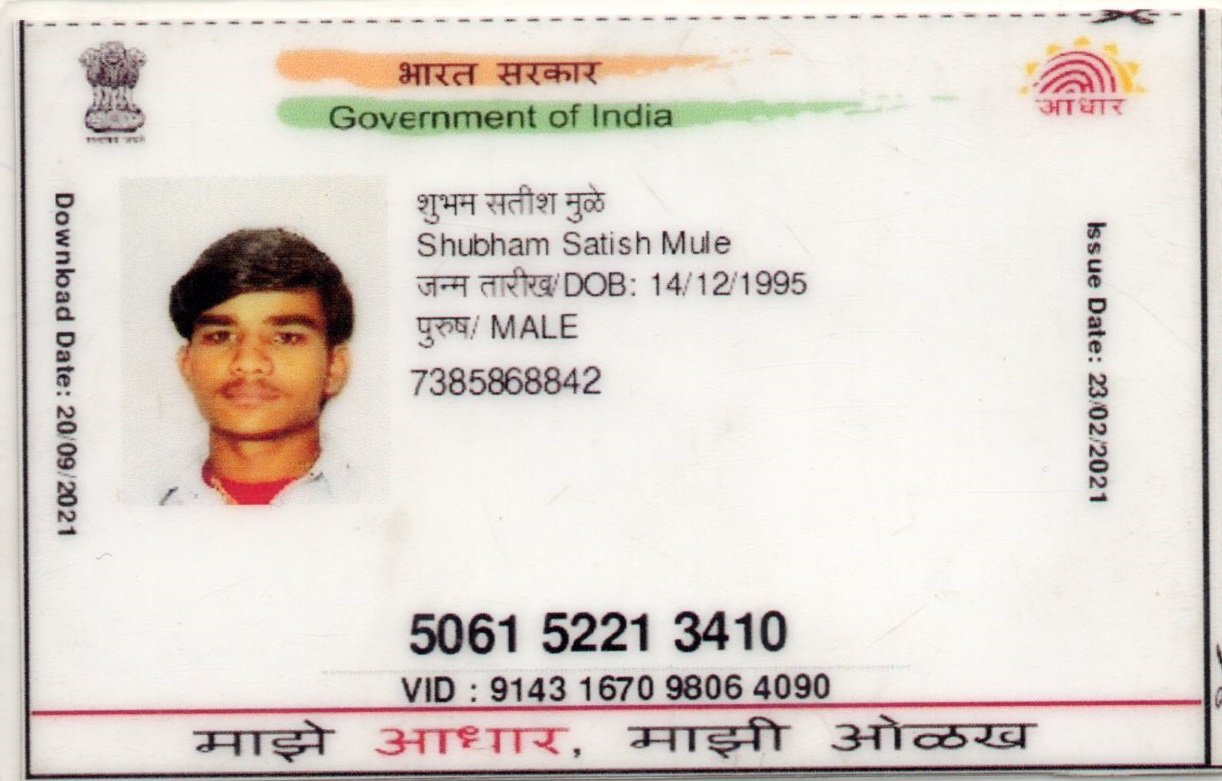 भारत सरकार
Government of India
आधार
Download Date: 20/09/2021
शुभम सतीश मुळे
Shubham Satish Mule
जन्म तारीख/DOB: 14/12/1995
पुरुष/ MALE
7385868842
Issue Date: 23/02/2021
5061 5221 3410
VID : 9143 1670 9806 4090
माझे आधार, माझी ओळख